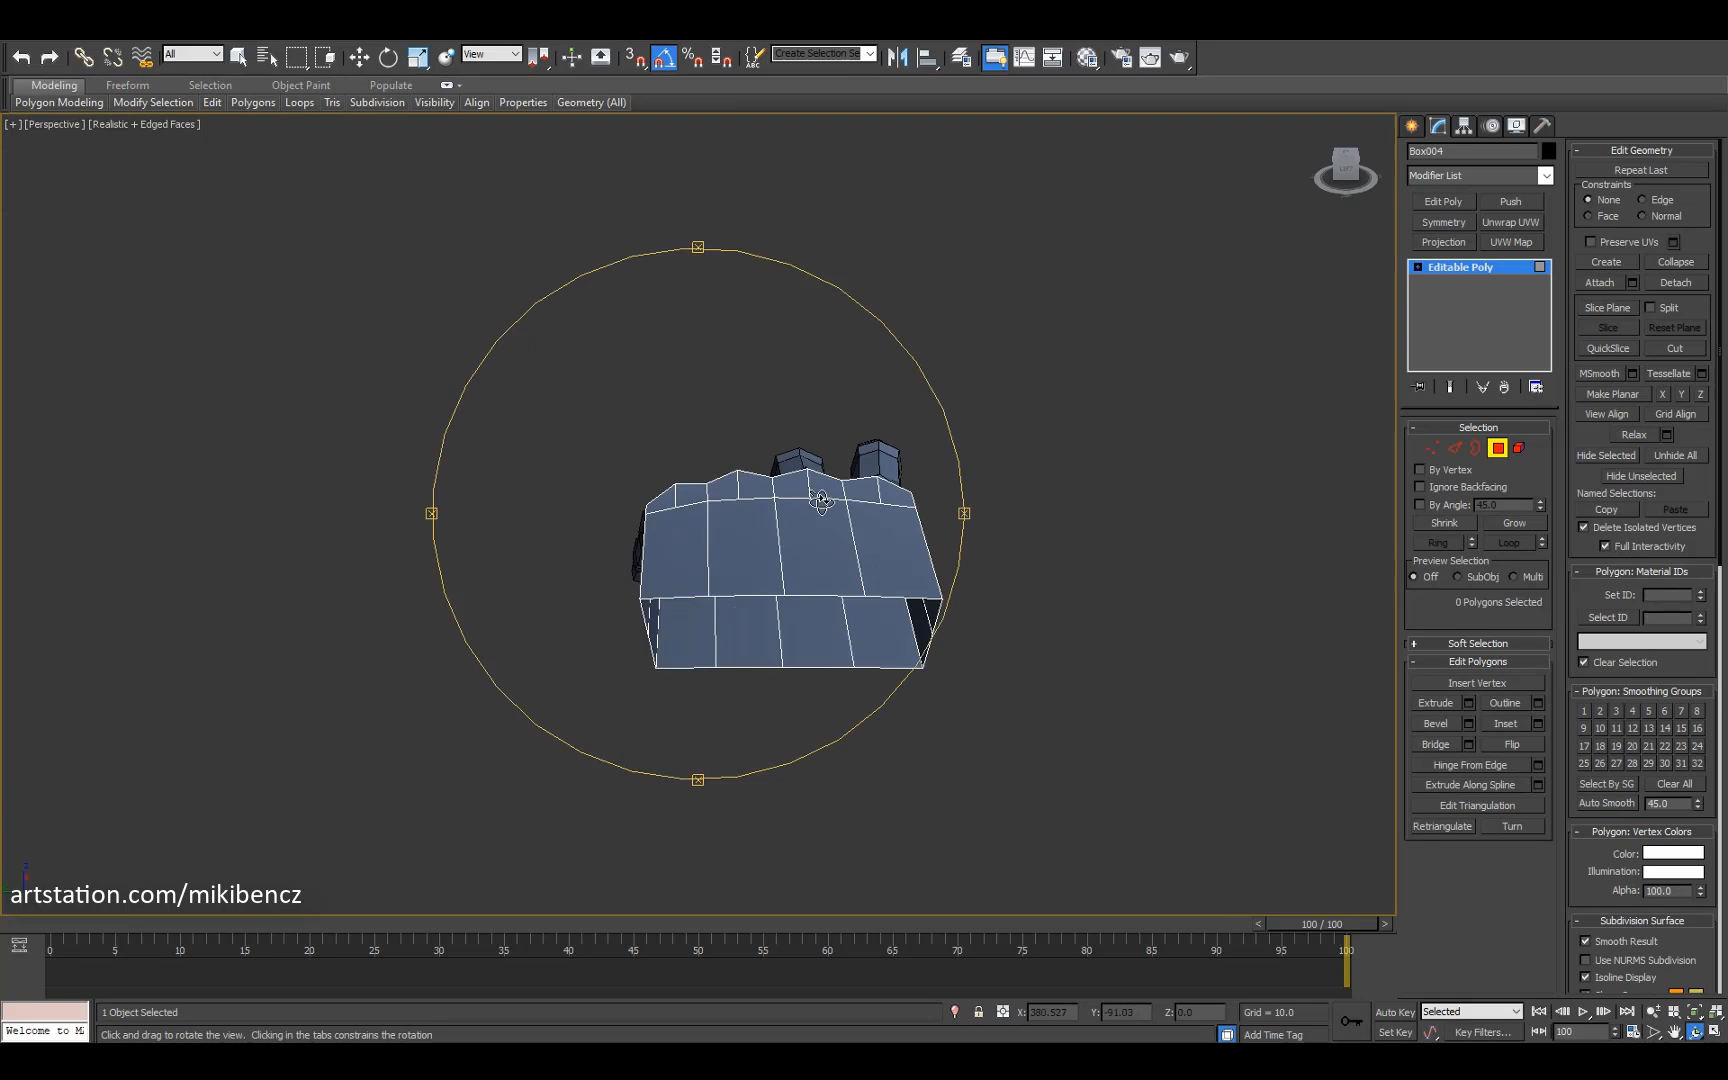 All
View
Create Selection Se
Modeling Freeform Selection Object Paint Populate
Polygon Modeling Modify Selection Edit Polygons Loops Tris Subdivision Visibility Align Properties Geometry (All)
[+] [Perspective] [Realistic + Edged Faces]
Box004
Modifier List
Edit Poly Push
Symmetry Unwrap UVW
Projection UVW Map
Editable Poly
Selection
By Vertex
Ignore Backfacing
By Angle: 45.0
Shrink Grow
Ring Loop
Preview Selection
Off SubObj Multi
0 Polygons Selected
Soft Selection
Edit Polygons
Insert Vertex
Extrude Outline
Bevel Inset
Bridge Flip
Hinge From Edge
Extrude Along Spline
Edit Triangulation
Retriangulate Turn
Edit Geometry
Repeat Last
Constraints
None Edge
Face Normal
Preserve UVs
Create Collapse
Attach Detach
Slice Plane Split
Slice Reset Plane
QuickSlice Cut
MSmooth Tessellate
Make Planar X Y Z
View Align Grid Align
Relax
Hide Selected Unhide All
Hide Unselected
Named Selections:
Copy Paste
Delete Isolated Vertices
Full Interactivity
Polygon: Material IDs
Set ID:
Select ID
Clear Selection
Polygon: Smoothing Groups
1 2 3 4 5 6 7 8
9 10 11 12 13 14 15 16
17 18 19 20 21 22 23 24
25 26 27 28 29 30 31 32
Select By SG Clear All
Auto Smooth 45.0
Polygon: Vertex Colors
Color:
Illumination:
Alpha: 100.0
Subdivision Surface
Smooth Result
Use NURMS Subdivision
Isoline Display
artstation.com/mikibencz
< 100 / 100 >
0 5 10 15 20 25 30 35 40 45 50 55 60 65 70 75 80 85 90 95 100
1 Object Selected
X: 380.527 Y: -91.03 Z: 0.0 Grid = 10.0
Auto Key Selected
Welcome to
Click and drag to rotate the view. Clicking in the tabs constrains the rotation
Add Time Tag
Set Key Key Filters... 100